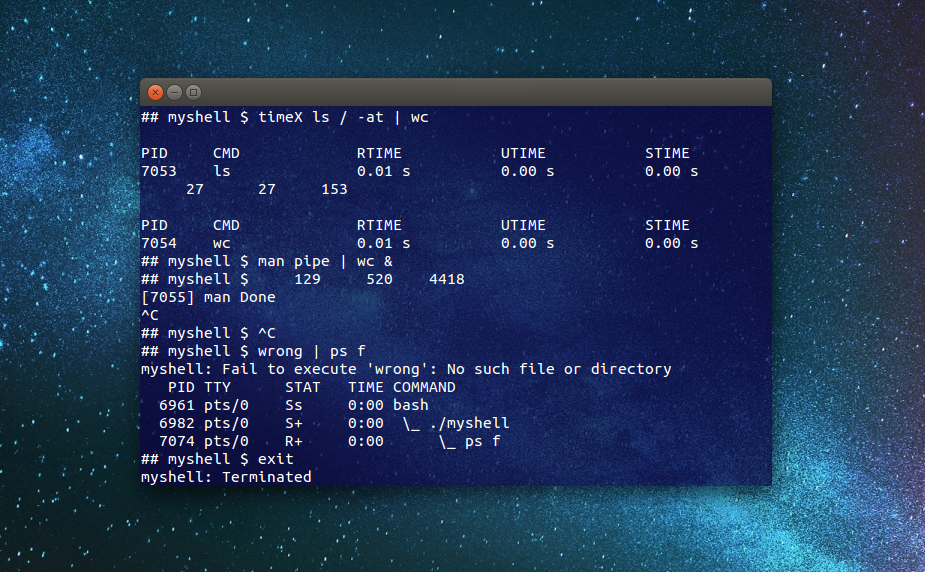 ## myshell $ timeX ls / -at | wc
PID     CMD             RTIME           UTIME           STIME
7053    ls              0.01 s          0.00 s          0.00 s
     27      27     153
PID     CMD             RTIME           UTIME           STIME
7054    wc              0.01 s          0.00 s          0.00 s
## myshell $ man pipe | wc &
## myshell $     129     520    4418
[7055] man Done
^C
## myshell $ ^C
## myshell $ wrong | ps f
myshell: Fail to execute 'wrong': No such file or directory
   PID TTY      STAT   TIME COMMAND
  6961 pts/0    Ss     0:00 bash
  6982 pts/0    S+     0:00  \_ ./myshell
  7074 pts/0    R+     0:00      \_ ps f
## myshell $ exit
myshell: Terminated